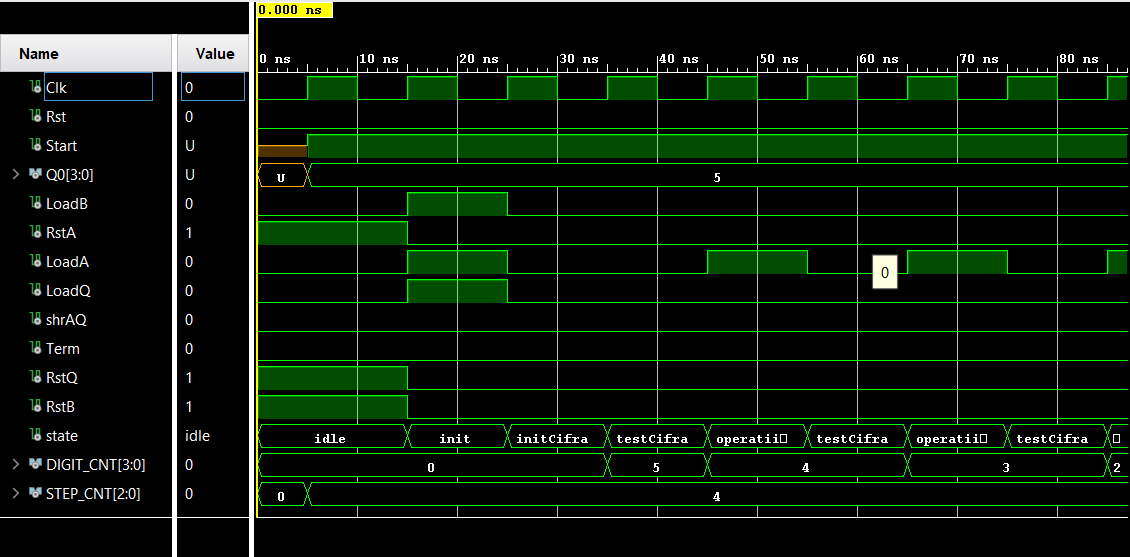 0.000 ns
Name Value
0 ns 10 ns 20 ns 30 ns 40 ns 50 ns 60 ns 70 ns 80 ns
Clk 0
Rst 0
Start U
Q0[3:0] U U 5
LoadB 0
RstA 1
LoadA 0 0
LoadQ 0
shrAQ 0
Term 0
RstQ 1
RstB 1
state idle idle init initCifra testCifra operatii testCifra operatii testCifra
DIGIT_CNT[3:0] 0 0 5 4 3 2
STEP_CNT[2:0] 0 0 4